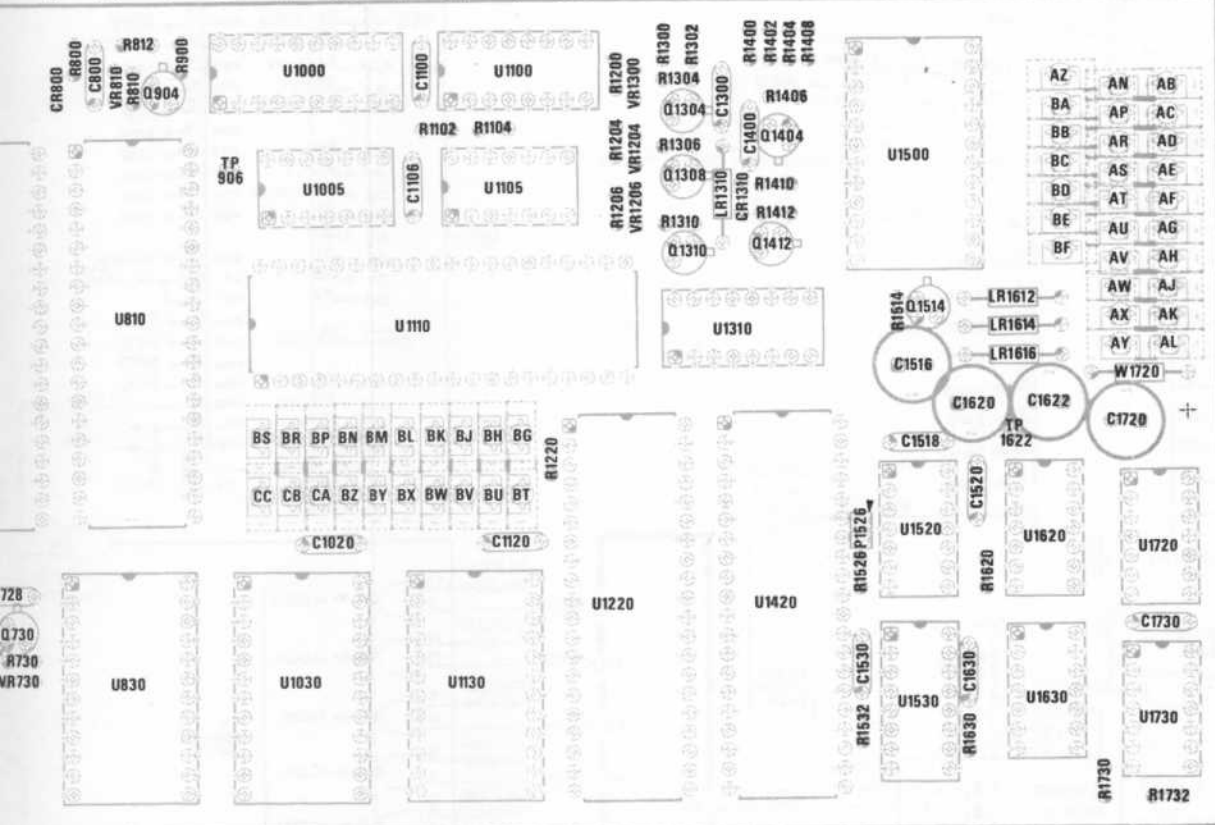 CR800
R800
C800
VR810
R810
R812
Q904
R900
U1000
C1100
U1100
R1102
R1104
R1200
VR1300
R1204
VR1204
R1206
VR1206
R1300
R1302
R1304
Q1304
C1300
R1306
Q1308
LR1310
CR1310
R1310
Q1310
R1400
R1402
R1404
R1408
R1406
C1400
Q1404
R1410
R1412
Q1412
U1500
AZ
BA
BB
BC
BD
BE
BF
AN AB
AP AC
AR AD
AS AE
AT AF
AU AG
AV AH
AW AJ
AX AK
AY AL
TP
906
U1005
C1106
U1105
U810
U1110
U1310
R1514
Q1514
LR1612
LR1614
LR1616
W1720
C1516
C1620
C1622
C1720
TP
1622
C1518
C1520
BS BR BP BN BM BL BK BJ BH BG
CC CB CA BZ BY BX BW BV BU BT
R1220
C1020
C1120
R1526
P1526
U1520
R1620
U1620
U1720
U1220
U1420
C1730
728
Q730
R730
VR730
U830
U1030
U1130
C1530
R1532
U1530
C1630
R1630
U1630
U1730
R1730
R1732